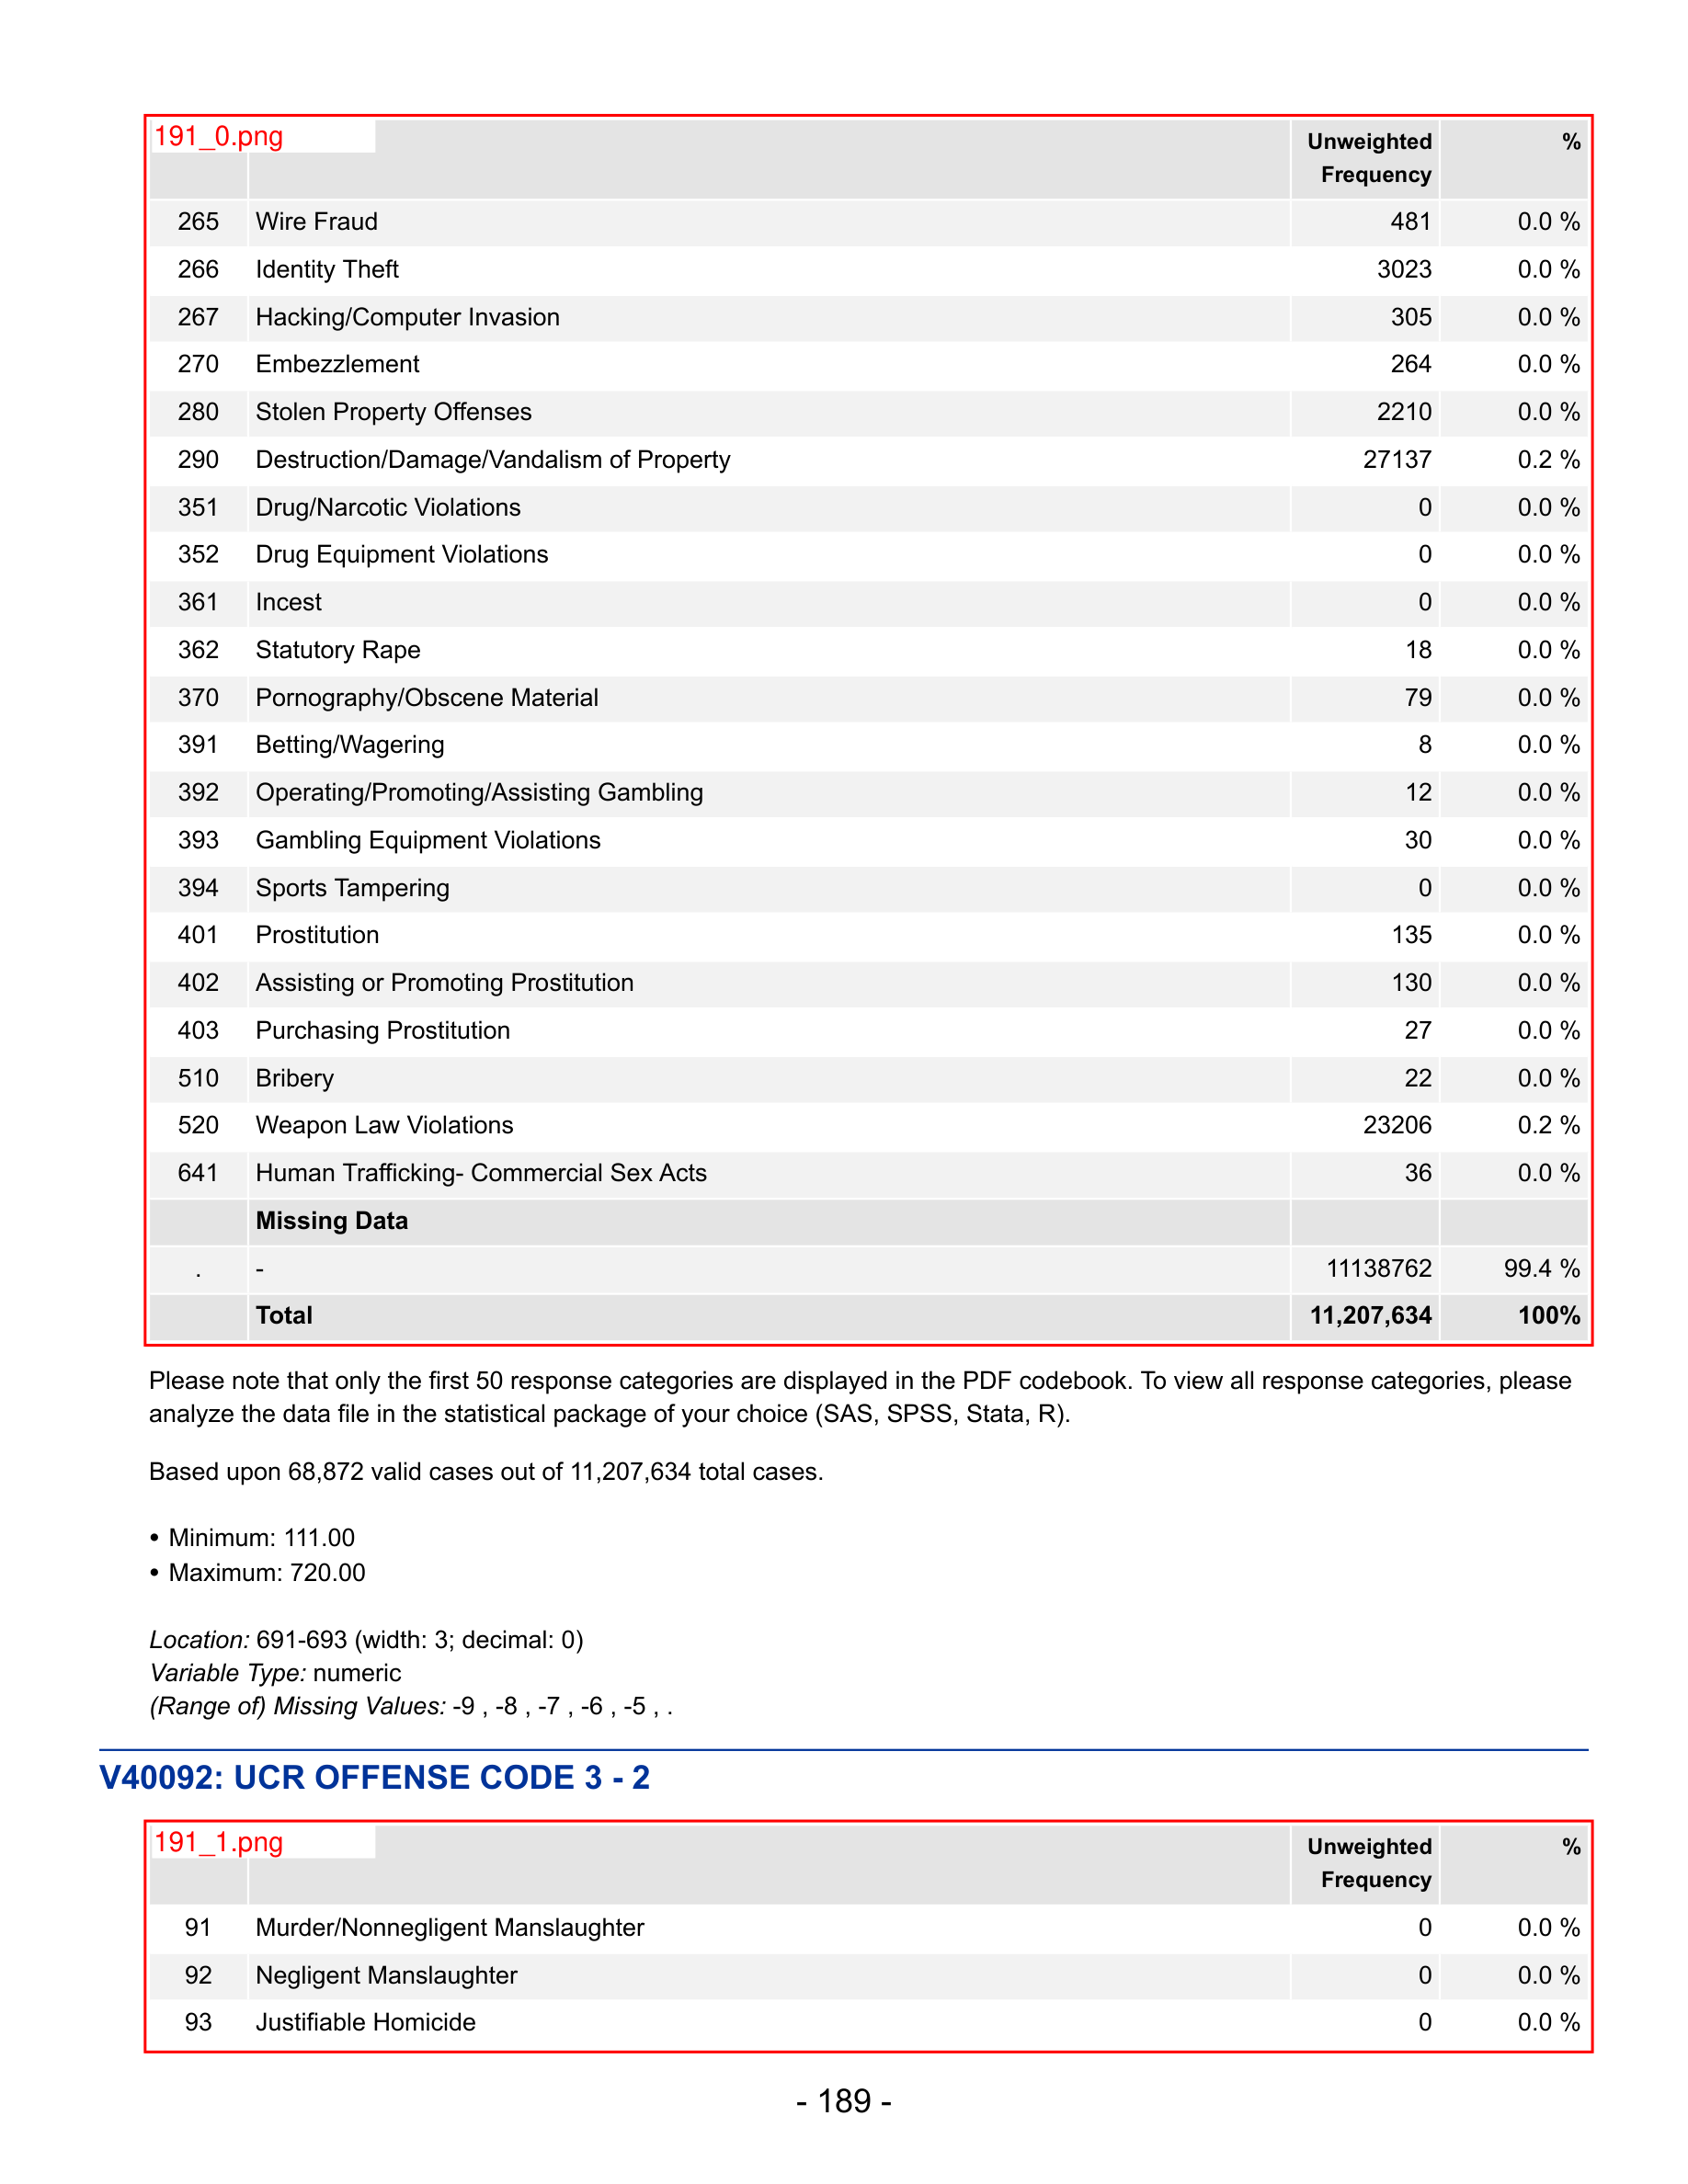 191_0.png
Unweighted Frequency %
265 Wire Fraud 481 0.0 %
266 Identity Theft 3023 0.0 %
267 Hacking/Computer Invasion 305 0.0 %
270 Embezzlement 264 0.0 %
280 Stolen Property Offenses 2210 0.0 %
290 Destruction/Damage/Vandalism of Property 27137 0.2 %
351 Drug/Narcotic Violations 0 0.0 %
352 Drug Equipment Violations 0 0.0 %
361 Incest 0 0.0 %
362 Statutory Rape 18 0.0 %
370 Pornography/Obscene Material 79 0.0 %
391 Betting/Wagering 8 0.0 %
392 Operating/Promoting/Assisting Gambling 12 0.0 %
393 Gambling Equipment Violations 30 0.0 %
394 Sports Tampering 0 0.0 %
401 Prostitution 135 0.0 %
402 Assisting or Promoting Prostitution 130 0.0 %
403 Purchasing Prostitution 27 0.0 %
510 Bribery 22 0.0 %
520 Weapon Law Violations 23206 0.2 %
641 Human Trafficking- Commercial Sex Acts 36 0.0 %
Missing Data
. - 11138762 99.4 %
Total 11,207,634 100%
Please note that only the first 50 response categories are displayed in the PDF codebook. To view all response categories, please
analyze the data file in the statistical package of your choice (SAS, SPSS, Stata, R).
Based upon 68,872 valid cases out of 11,207,634 total cases.
• Minimum: 111.00
• Maximum: 720.00
Location: 691-693 (width: 3; decimal: 0)
Variable Type: numeric
(Range of) Missing Values: -9 , -8 , -7 , -6 , -5 , .
V40092: UCR OFFENSE CODE 3 - 2
191_1.png
Unweighted Frequency %
91 Murder/Nonnegligent Manslaughter 0 0.0 %
92 Negligent Manslaughter 0 0.0 %
93 Justifiable Homicide 0 0.0 %
- 189 -